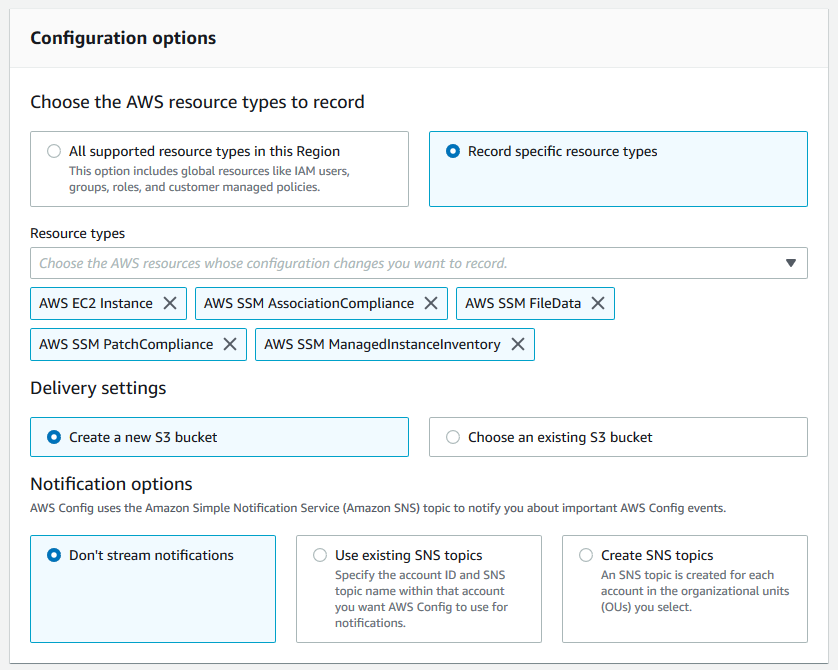 Configuration options
Choose the AWS resource types to record
All supported resource types in this Region
This option includes global resources like IAM users,
groups, roles, and customer managed policies.
Record specific resource types
Resource types
Choose the AWS resources whose configuration changes you want to record.
AWS EC2 Instance
AWS SSM AssociationCompliance
AWS SSM FileData
AWS SSM PatchCompliance
AWS SSM ManagedInstanceInventory
Delivery settings
Create a new S3 bucket
Choose an existing S3 bucket
Notification options
AWS Config uses the Amazon Simple Notification Service (Amazon SNS) topic to notify you about important AWS Config events.
Don't stream notifications
Use existing SNS topics
Specify the account ID and SNS
topic name within that account
you want AWS Config to use for
notifications.
Create SNS topics
An SNS topic is created for each
account in the organizational units
(OUs) you select.